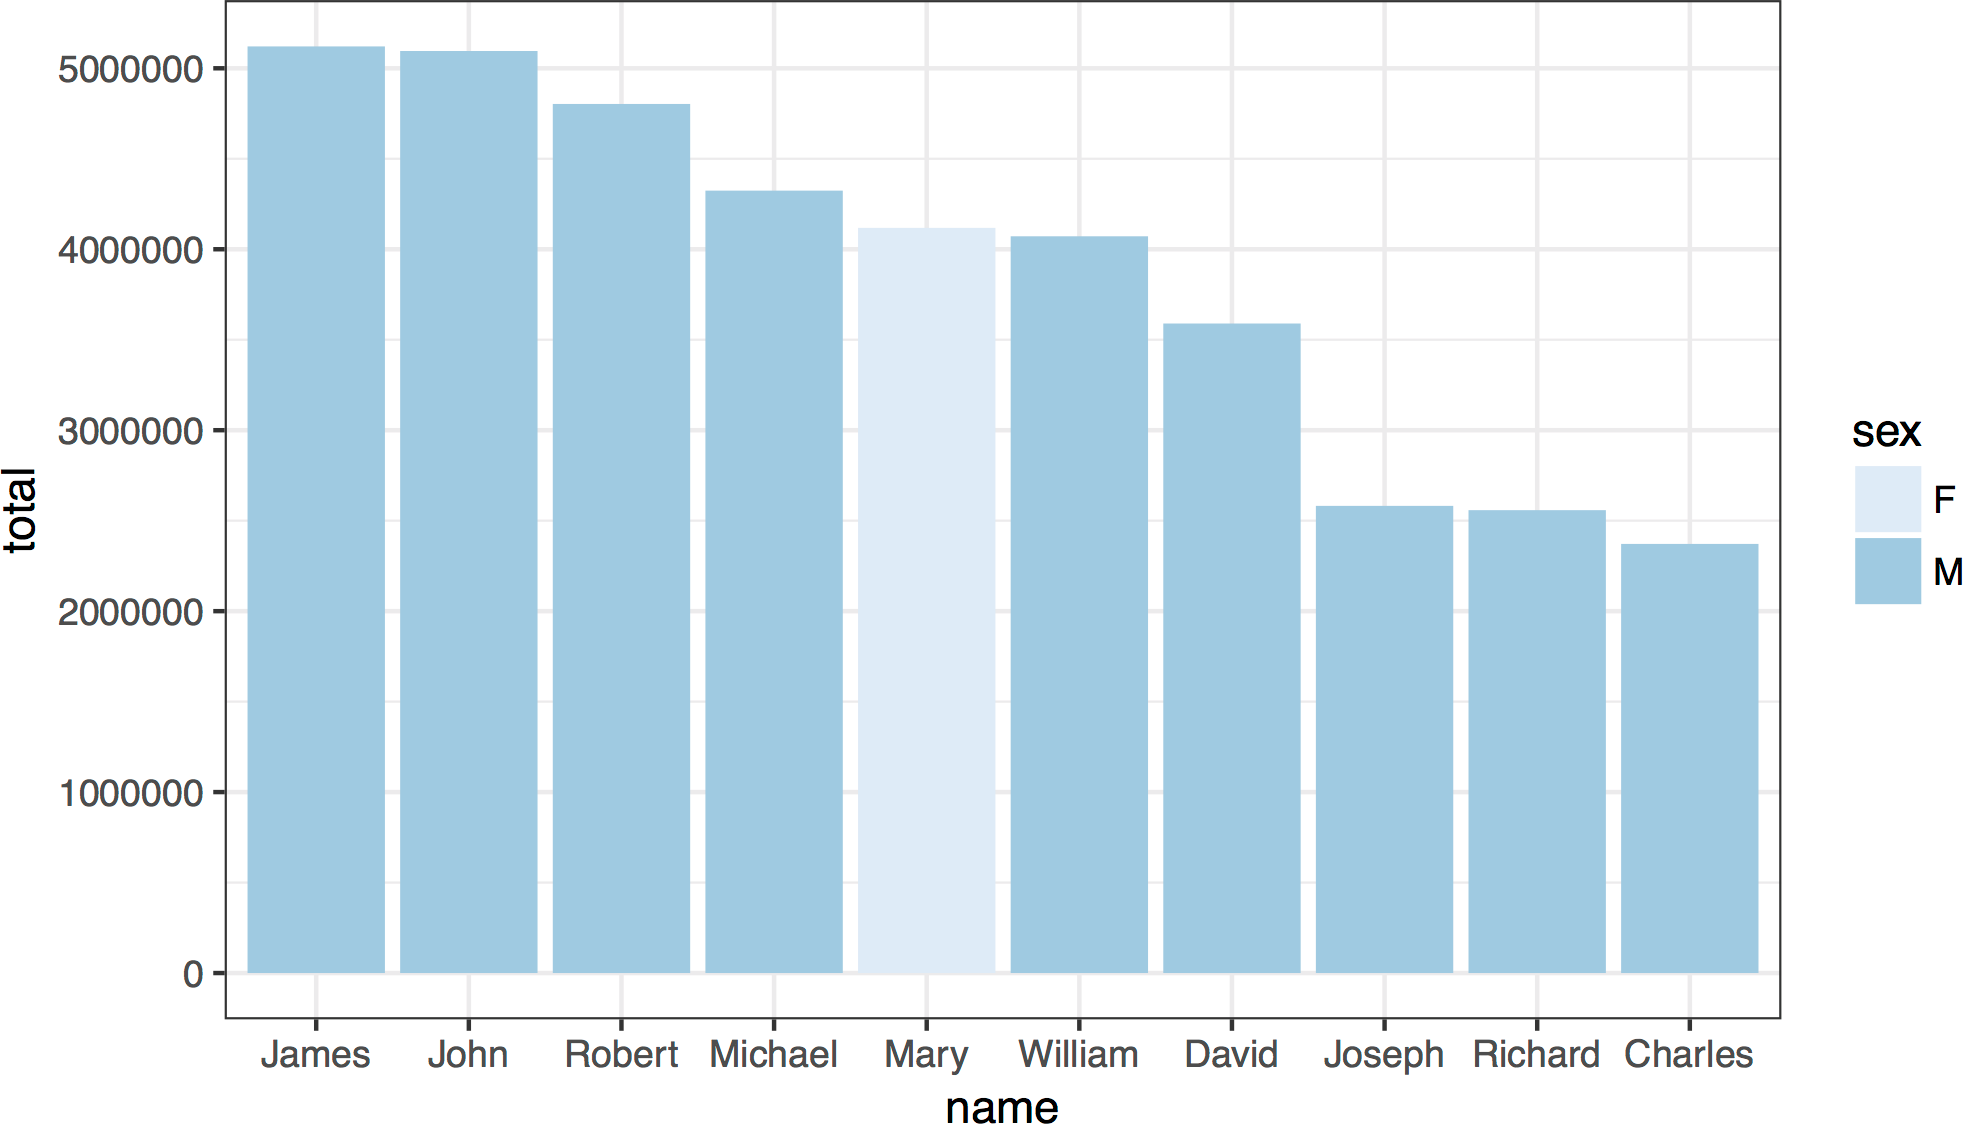 total
5000000
4000000
3000000
2000000
1000000
0
James John Robert Michael Mary William David Joseph Richard Charles
name
sex
F
M